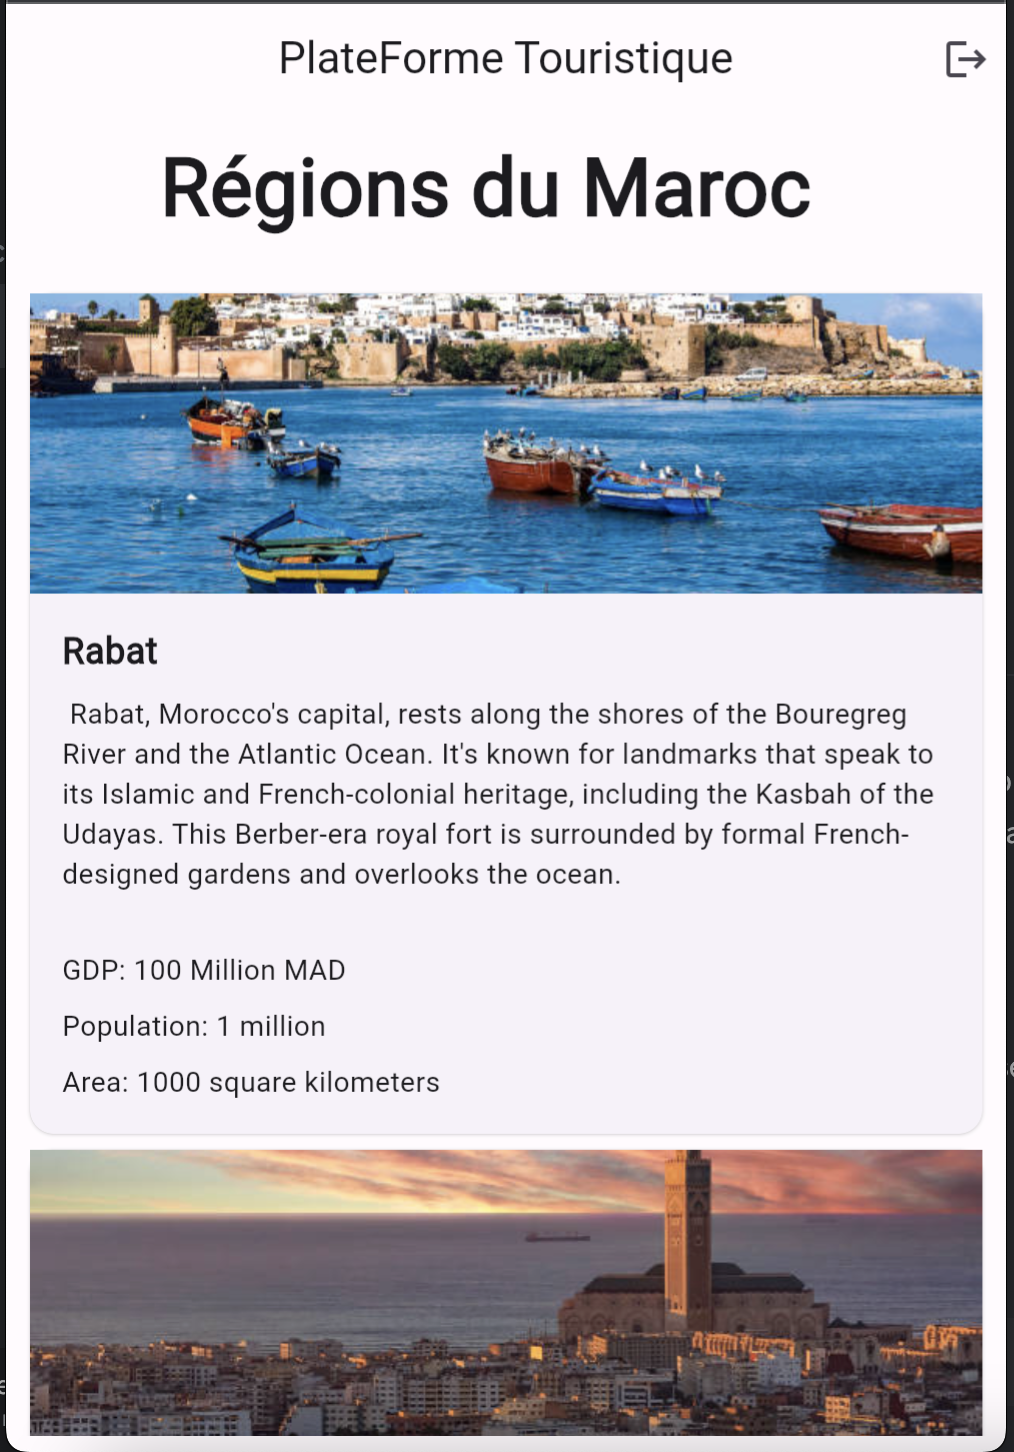 PlateForme Touristique
Régions du Maroc
Rabat
Rabat, Morocco's capital, rests along the shores of the Bouregreg
River and the Atlantic Ocean. It's known for landmarks that speak to
its Islamic and French-colonial heritage, including the Kasbah of the
Udayas. This Berber-era royal fort is surrounded by formal French-
designed gardens and overlooks the ocean.
GDP: 100 Million MAD
Population: 1 million
Area: 1000 square kilometers